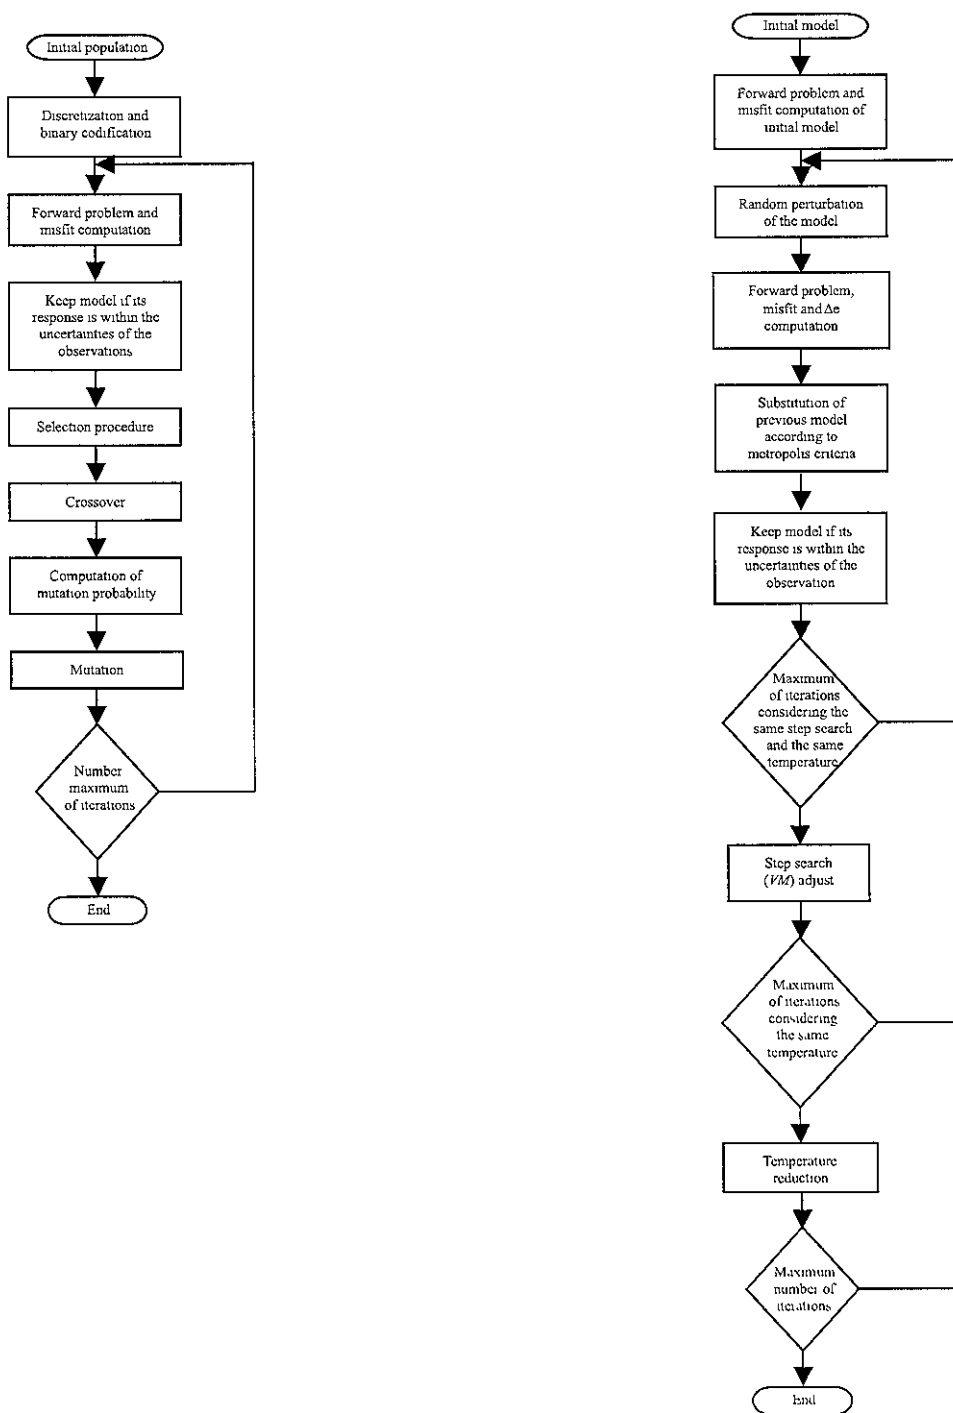 Initial population
Discretization and
binary codification
Forward problem and
misfit computation
Keep model if its
response is within the
uncertainties of the
observations
Selection procedure
Crossover
Computation of
mutation probability
Mutation
Number
maximum
of iterations
End
Initial model
Forward problem and
misfit computation of
initial model
Random perturbation
of the model
Forward problem,
misfit and Δe
computation
Substitution of
previous model
according to
metropolis criteria
Keep model if its
response is within the
uncertainties of the
observation
Maximum
of iterations
considering the
same step search
and the same
temperature
Step search
(VM) adjust
Maximum
of iterations
considering
the same
temperature
Temperature
reduction
Maximum
number of
iterations
End